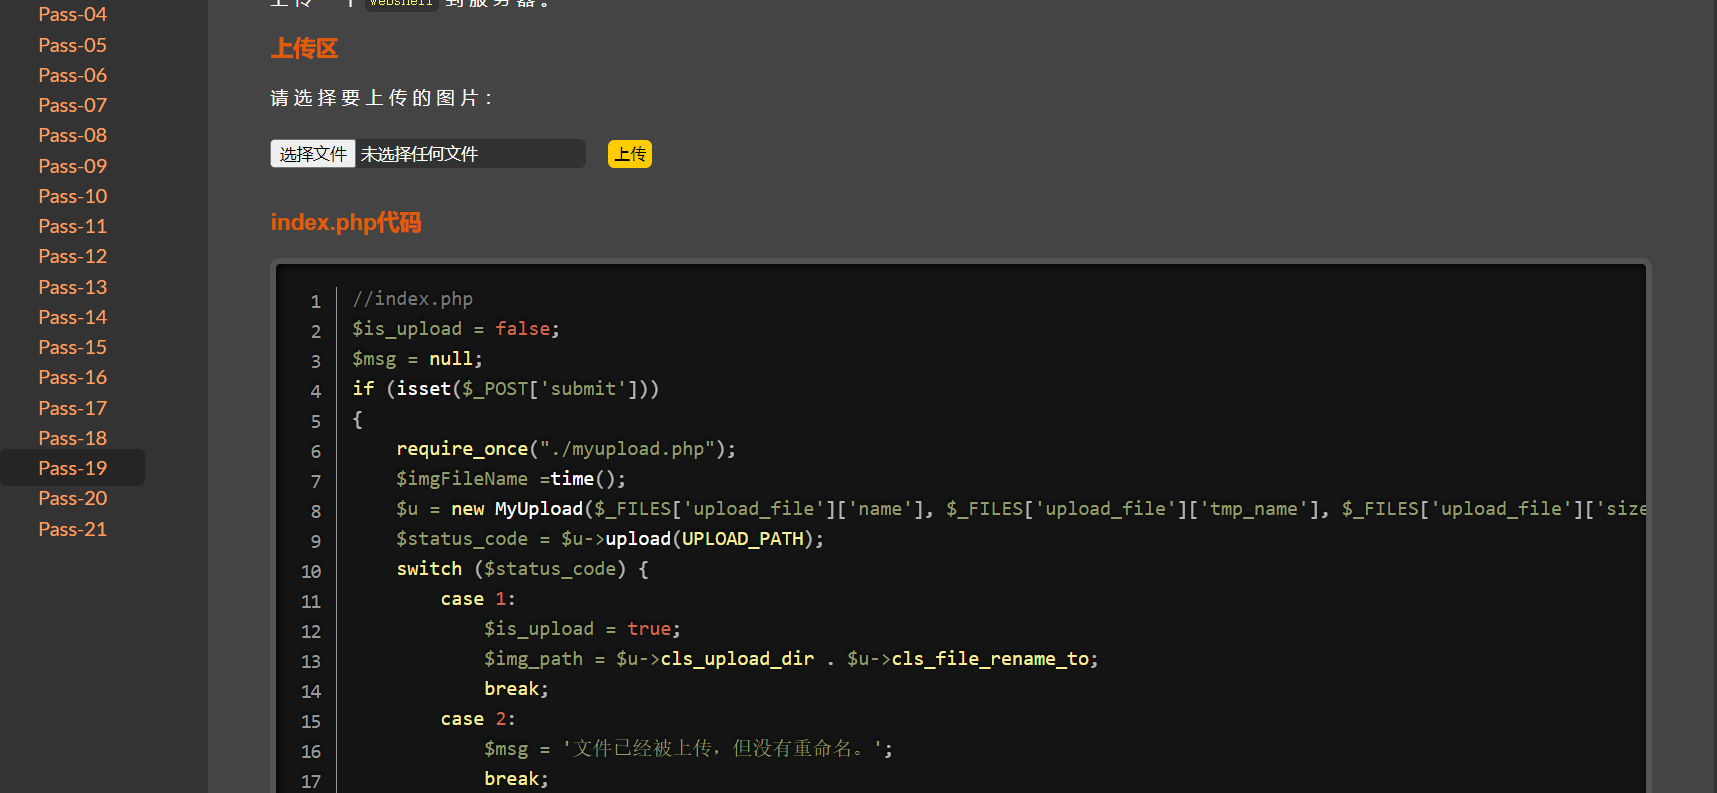 Pass-04
Pass-05
Pass-06
Pass-07
Pass-08
Pass-09
Pass-10
Pass-11
Pass-12
Pass-13
Pass-14
Pass-15
Pass-16
Pass-17
Pass-18
Pass-19
Pass-20
Pass-21
上传一个 webshell 到服务器。
上传区
请选择要上传的图片：
选择文件 未选择任何文件 上传
index.php代码
1 //index.php
2 $is_upload = false;
3 $msg = null;
4 if (isset($_POST['submit']))
5 {
6     require_once("./myupload.php");
7     $imgFileName =time();
8     $u = new MyUpload($_FILES['upload_file']['name'], $_FILES['upload_file']['tmp_name'], $_FILES['upload_file']['size
9     $status_code = $u->upload(UPLOAD_PATH);
10     switch ($status_code) {
11         case 1:
12             $is_upload = true;
13             $img_path = $u->cls_upload_dir . $u->cls_file_rename_to;
14             break;
15         case 2:
16             $msg = '文件已经被上传，但没有重命名。';
17             break;